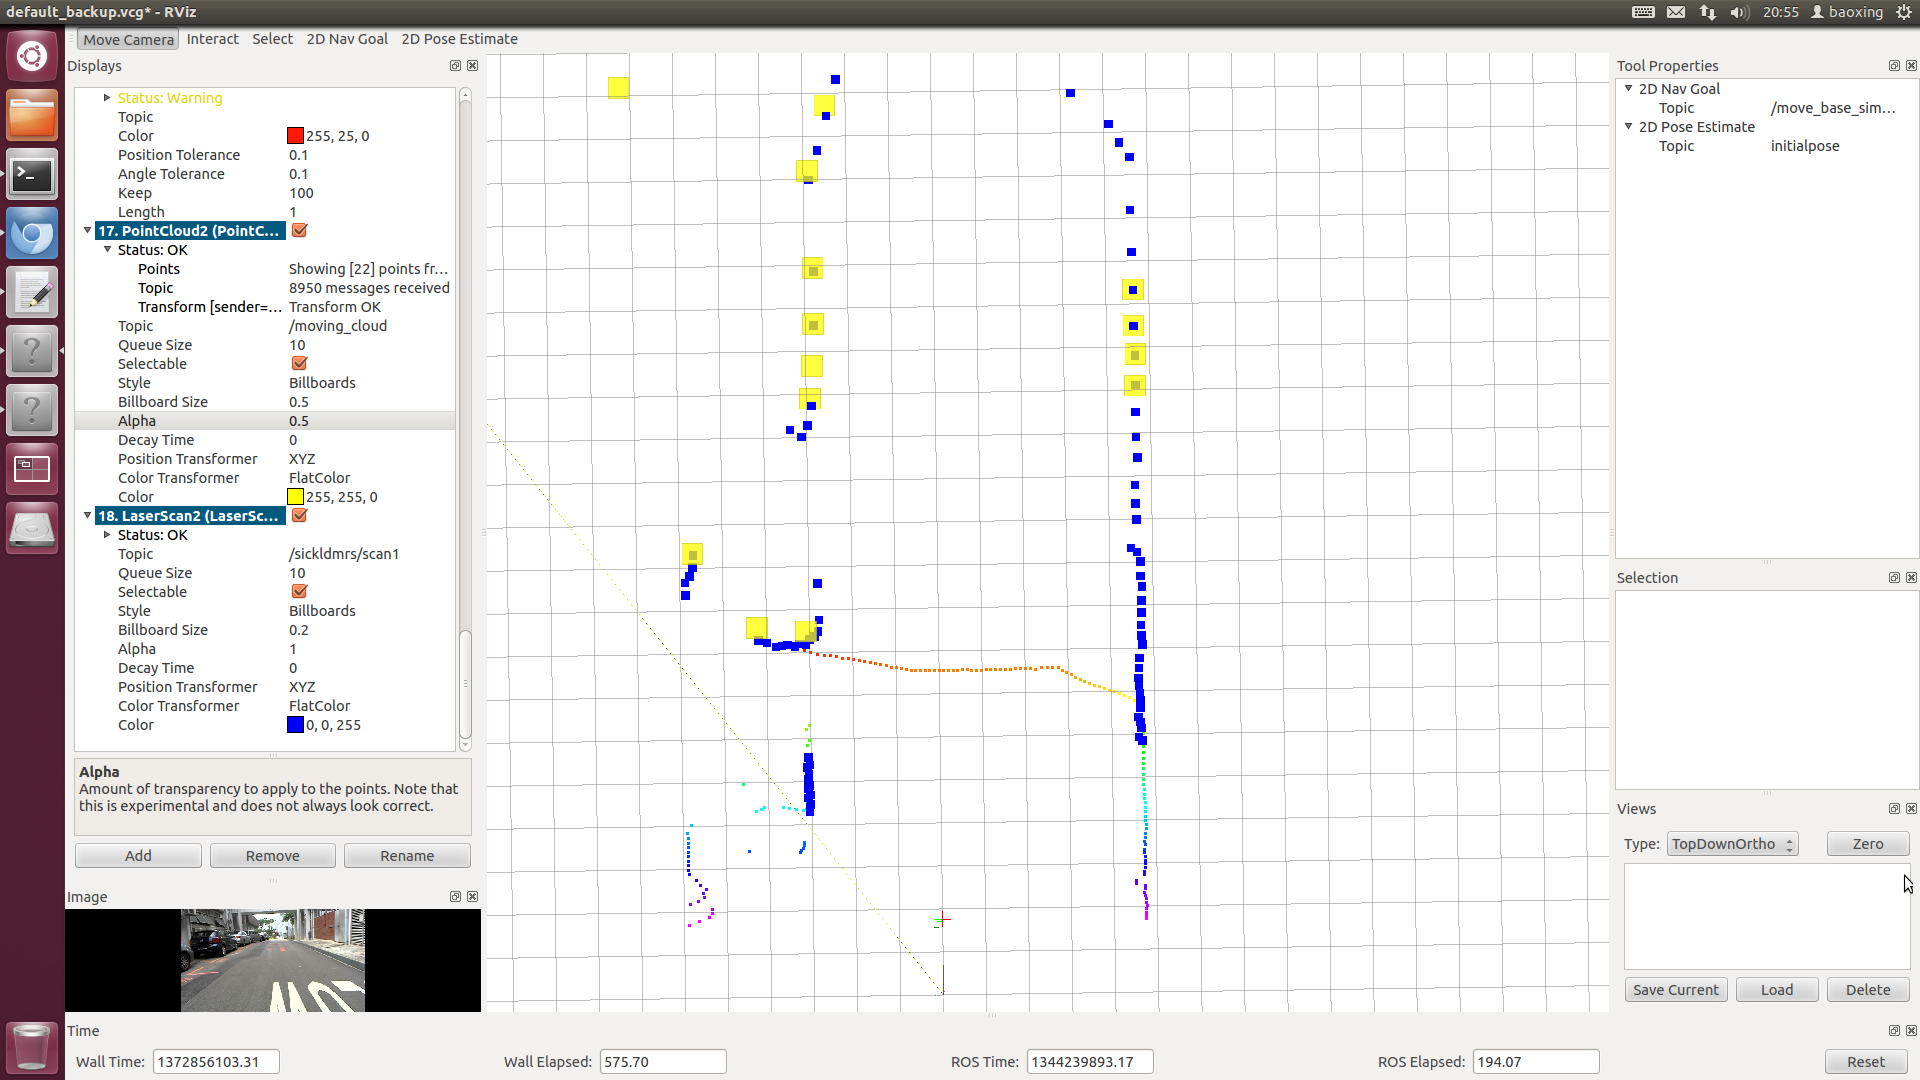 default_backup.vcg* - RViz
20:55
baoxing
Move Camera
Interact
Select
2D Nav Goal
2D Pose Estimate
Displays
Status: Warning
Topic
Color 255, 25, 0
Position Tolerance 0.1
Angle Tolerance 0.1
Keep 100
Length 1
17. PointCloud2 (PointC...
Status: OK
Points Showing [22] points fr...
Topic 8950 messages received
Transform [sender=... Transform OK
Topic /moving_cloud
Queue Size 10
Selectable
Style Billboards
Billboard Size 0.5
Alpha 0.5
Decay Time 0
Position Transformer XYZ
Color Transformer FlatColor
Color 255, 255, 0
18. LaserScan2 (LaserSc...
Status: OK
Topic /sickldmrs/scan1
Queue Size 10
Selectable
Style Billboards
Billboard Size 0.2
Alpha 1
Decay Time 0
Position Transformer XYZ
Color Transformer FlatColor
Color 0, 0, 255
Alpha
Amount of transparency to apply to the points. Note that
this is experimental and does not always look correct.
Add
Remove
Rename
Image
Tool Properties
2D Nav Goal
Topic /move_base_sim...
2D Pose Estimate
Topic initialpose
Selection
Views
Type: TopDownOrtho
Zero
Save Current
Load
Delete
Time
Wall Time: 1372856103.31
Wall Elapsed: 575.70
ROS Time: 1344239893.17
ROS Elapsed: 194.07
Reset